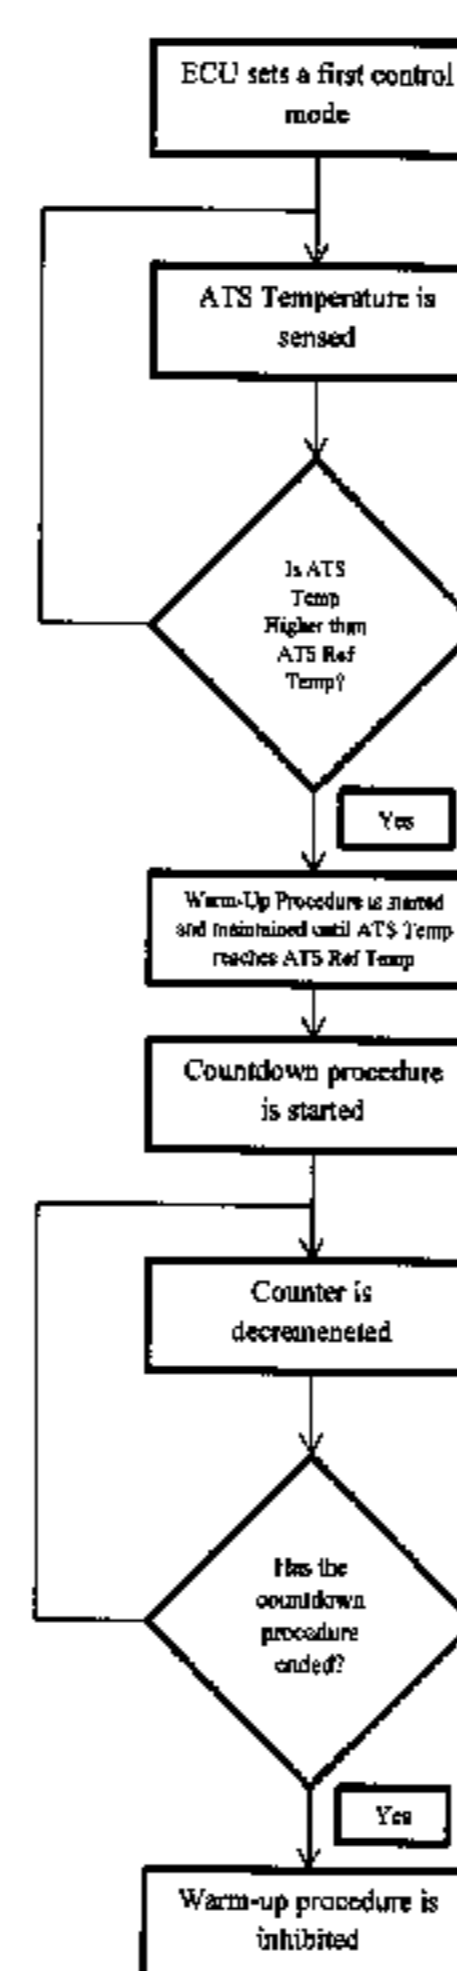 ECU sets a first control
mode
ATS Temperature is
sensed
Is ATS
Temp
Higher than
ATS Ref
Temp?
Yes
Warm-Up Procedure is started
and maintained until ATS Temp
reaches ATS Ref Temp
Countdown procedure
is started
Counter is
decremeneted
Has the
countdown
procedure
ended?
Yes
Warm-up procedure is
inhibited